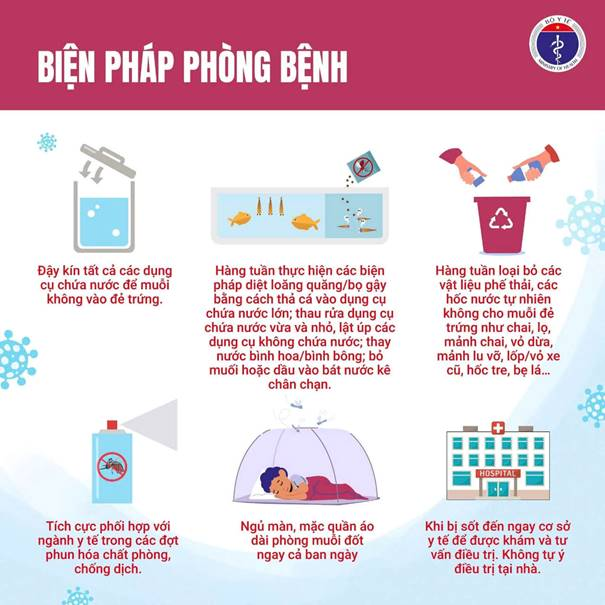 BỘ Y TẾ
MINISTRY OF HEALTH
BIỆN PHÁP PHÒNG BỆNH
Đậy kín tất cả các dụng
cụ chứa nước để muỗi
không vào đẻ trứng.
Hàng tuần thực hiện các biện
pháp diệt loăng quăng/bọ gậy
bằng cách thả cá vào dụng cụ
chứa nước lớn; thau rửa dụng cụ
chứa nước vừa và nhỏ, lật úp các
dụng cụ không chứa nước; thay
nước bình hoa/bình bông; bỏ
muối hoặc dầu vào bát nước kê
chân chạn.
Hàng tuần loại bỏ các
vật liệu phế thải, các
hốc nước tự nhiên
không cho muỗi đẻ
trứng như chai, lọ,
mảnh chai, vỏ dừa,
mảnh lu vỡ, lốp/vỏ xe
cũ, hốc tre, bẹ lá...
Tích cực phối hợp với
ngành y tế trong các đợt
phun hóa chất phòng,
chống dịch.
Ngủ màn, mặc quần áo
dài phòng muỗi đốt
ngay cả ban ngày
HOSPITAL
Khi bị sốt đến ngay cơ sở
y tế để được khám và tư
vấn điều trị. Không tự ý
điều trị tại nhà.